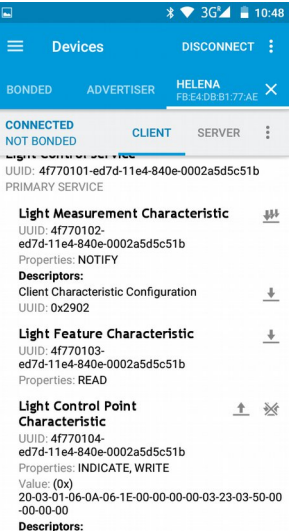 3G R 10:48
Devices DISCONNECT
BONDED ADVERTISER HELENA
FB:E4:DB:B1:77:AE
CONNECTED
NOT BONDED
CLIENT SERVER
Light Control Service
UUID: 4f770101-ed7d-11e4-840e-0002a5d5c51b
PRIMARY SERVICE
Light Measurement Characteristic
UUID: 4f770102-
ed7d-11e4-840e-0002a5d5c51b
Properties: NOTIFY
Descriptors:
Client Characteristic Configuration
UUID: 0x2902
Light Feature Characteristic
UUID: 4f770103-
ed7d-11e4-840e-0002a5d5c51b
Properties: READ
Light Control Point
Characteristic
UUID: 4f770104-
ed7d-11e4-840e-0002a5d5c51b
Properties: INDICATE, WRITE
Value: (0x)
20-03-01-06-0A-06-1E-00-00-00-00-03-23-03-50-00
-00-00-00
Descriptors: